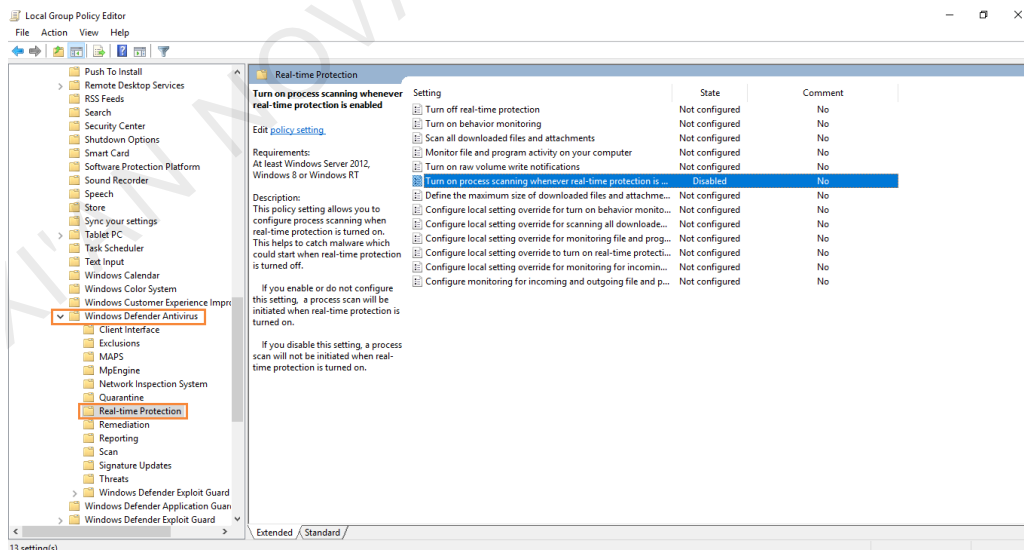 Local Group Policy Editor
File Action View Help
Push To Install
Remote Desktop Services
RSS Feeds
Search
Security Center
Shutdown Options
Smart Card
Software Protection Platform
Sound Recorder
Speech
Store
Sync your settings
Tablet PC
Task Scheduler
Text Input
Windows Calendar
Windows Color System
Windows Customer Experience Impro
Windows Defender Antivirus
Client Interface
Exclusions
MAPS
MpEngine
Network Inspection System
Quarantine
Real-time Protection
Remediation
Reporting
Scan
Signature Updates
Threats
Windows Defender Exploit Guard
Windows Defender Application Guar
Windows Defender Exploit Guard
Real-time Protection
Turn on process scanning whenever
real-time protection is enabled
Edit policy setting
Requirements:
At least Windows Server 2012,
Windows 8 or Windows RT
Description:
This policy setting allows you to
configure process scanning when
real-time protection is turned on.
This helps to catch malware which
could start when real-time protection
is turned off.
If you enable or do not configure
this setting, a process scan will be
initiated when real-time protection is
turned on.
If you disable this setting, a process
scan will not be initiated when real-
time protection is turned on.
Setting State Comment
Turn off real-time protection Not configured No
Turn on behavior monitoring Not configured No
Scan all downloaded files and attachments Not configured No
Monitor file and program activity on your computer Not configured No
Turn on raw volume write notifications Not configured No
Turn on process scanning whenever real-time protection is ... Disabled No
Define the maximum size of downloaded files and attachme... Not configured No
Configure local setting override for turn on behavior monito... Not configured No
Configure local setting override for scanning all downloade... Not configured No
Configure local setting override for monitoring file and prog... Not configured No
Configure local setting override to turn on real-time protecti... Not configured No
Configure local setting override for monitoring for incomin... Not configured No
Configure monitoring for incoming and outgoing file and p... Not configured No
Extended Standard
13 setting(s)
XI'AN NOVA